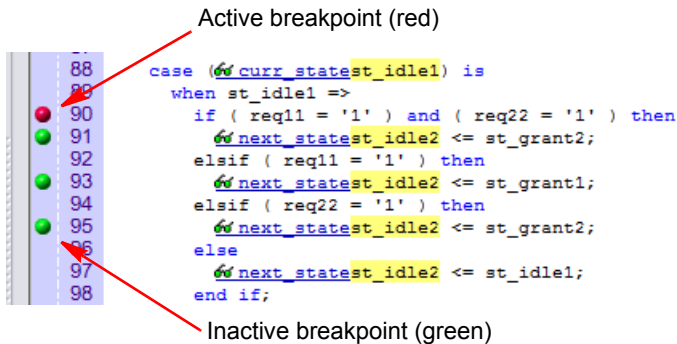 Active breakpoint (red)
88 case (curr_statest_idle1) is
89 when st_idle1 =>
90 if ( req11 = '1' ) and ( req22 = '1' ) then
91 next_statest_idle2 <= st_grant2;
92 elsif ( req11 = '1' ) then
93 next_statest_idle2 <= st_grant1;
94 elsif ( req22 = '1' ) then
95 next_statest_idle2 <= st_grant2;
96 else
97 next_statest_idle2 <= st_idle1;
98 end if;
Inactive breakpoint (green)